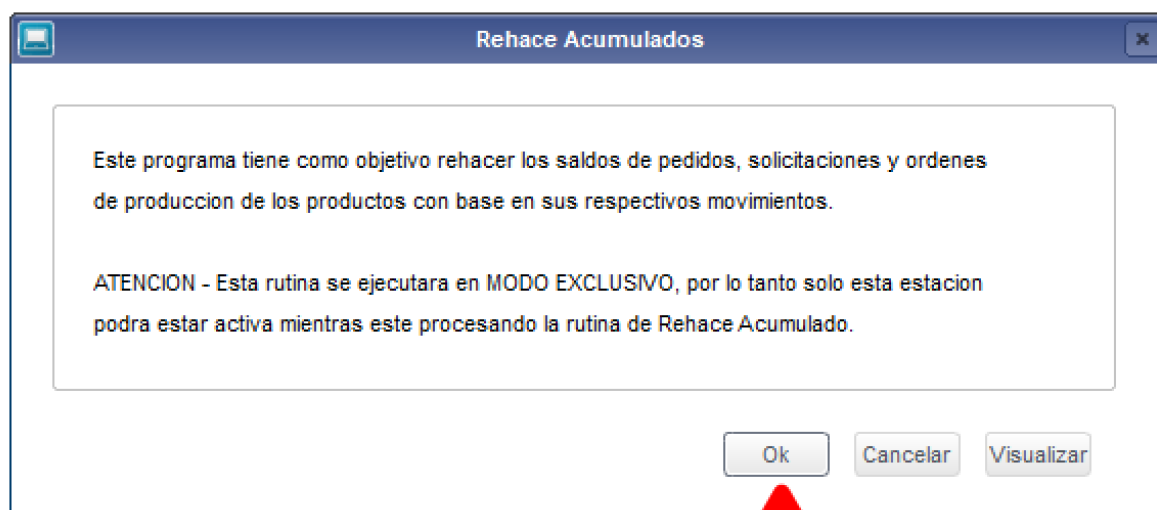 Rehace Acumulados
Este programa tiene como objetivo rehacer los saldos de pedidos, solicitaciones y ordenes
de produccion de los productos con base en sus respectivos movimientos.
ATENCION - Esta rutina se ejecutara en MODO EXCLUSIVO, por lo tanto solo esta estacion
podra estar activa mientras este procesando la rutina de Rehace Acumulado.
Ok Cancelar Visualizar